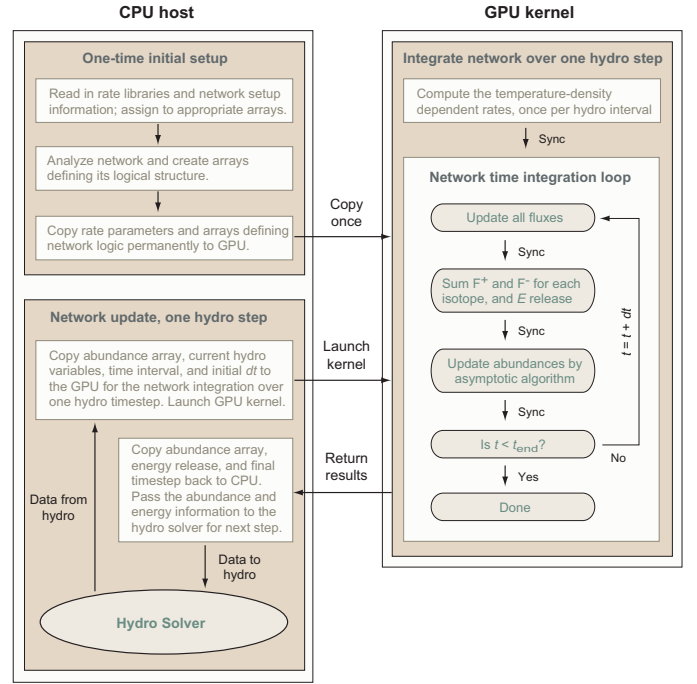 CPU host
One-time initial setup
Read in rate libraries and network setup
information; assign to appropriate arrays.
Analyze network and create arrays
defining its logical structure.
Copy rate parameters and arrays defining
network logic permanently to GPU.
Network update, one hydro step
Copy abundance array, current hydro
variables, time interval, and initial dt to
the GPU for the network integration over
one hydro timestep. Launch GPU kernel.
Copy abundance array,
energy release, and final
timestep back to CPU.
Pass the abundance and
energy information to the
hydro solver for next step.
Data from
hydro
Data to
hydro
Hydro Solver
Copy
once
Launch
kernel
Return
results
GPU kernel
Integrate network over one hydro step
Compute the temperature-density
dependent rates, once per hydro interval
Sync
Network time integration loop
Update all fluxes
Sync
Sum F+ and F- for each
isotope, and E release
Sync
Update abundances by
asymptotic algorithm
Sync
Is t < tend?
No
Yes
Done
t = t + dt